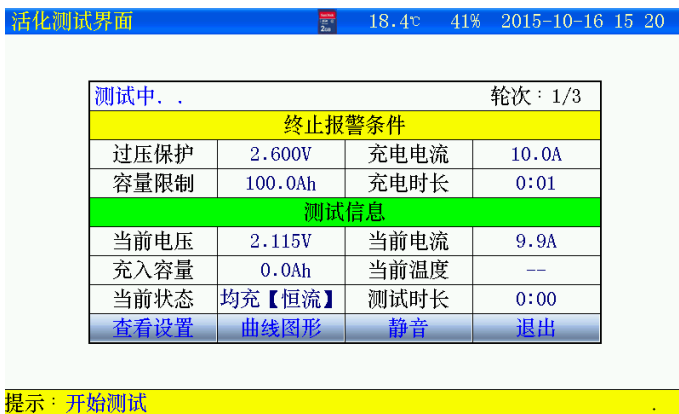 活化测试界面 18.4℃ 41% 2015-10-16 15 20
测试中. . 轮次：1/3
终止报警条件
过压保护 2.600V 充电电流 10.0A
容量限制 100.0Ah 充电时长 0:01
测试信息
当前电压 2.115V 当前电流 9.9A
充入容量 0.0Ah 当前温度 --
当前状态 均充【恒流】 测试时长 0:00
查看设置 曲线图形 静音 退出
提示：开始测试 .